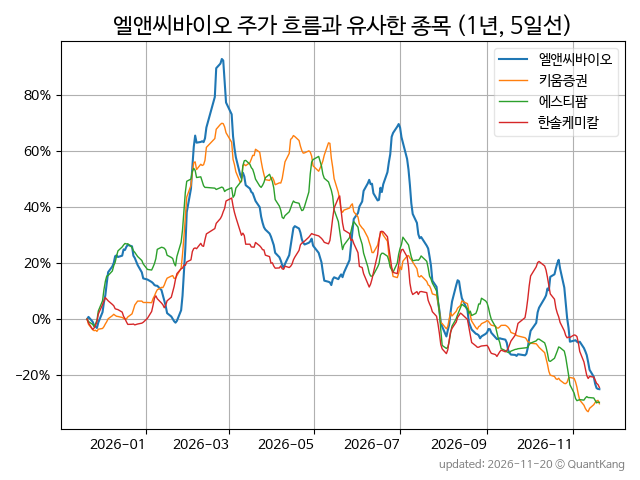 엘앤씨바이오 주가 흐름과 유사한 종목 (1년, 5일선)
엘앤씨바이오
키움증권
에스티팜
한솔케미칼
80%
60%
40%
20%
0%
−20%
2026-01 2026-03 2026-05 2026-07 2026-09 2026-11
updated: 2026-11-20 © QuantKang